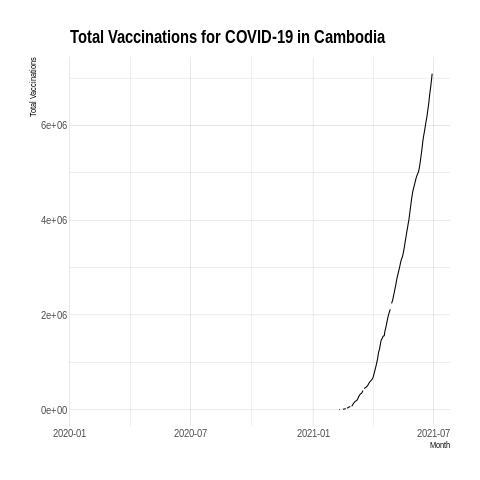 Total Vaccinations for COVID-19 in Cambodia
Total Vaccinations
6e+06
4e+06
2e+06
0e+00
2020-01 2020-07 2021-01 2021-07
Month